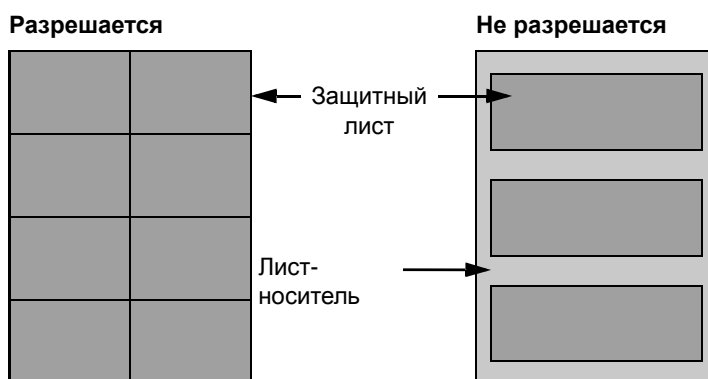 Разрешается
Не разрешается
Защитный
лист
Лист-
носитель